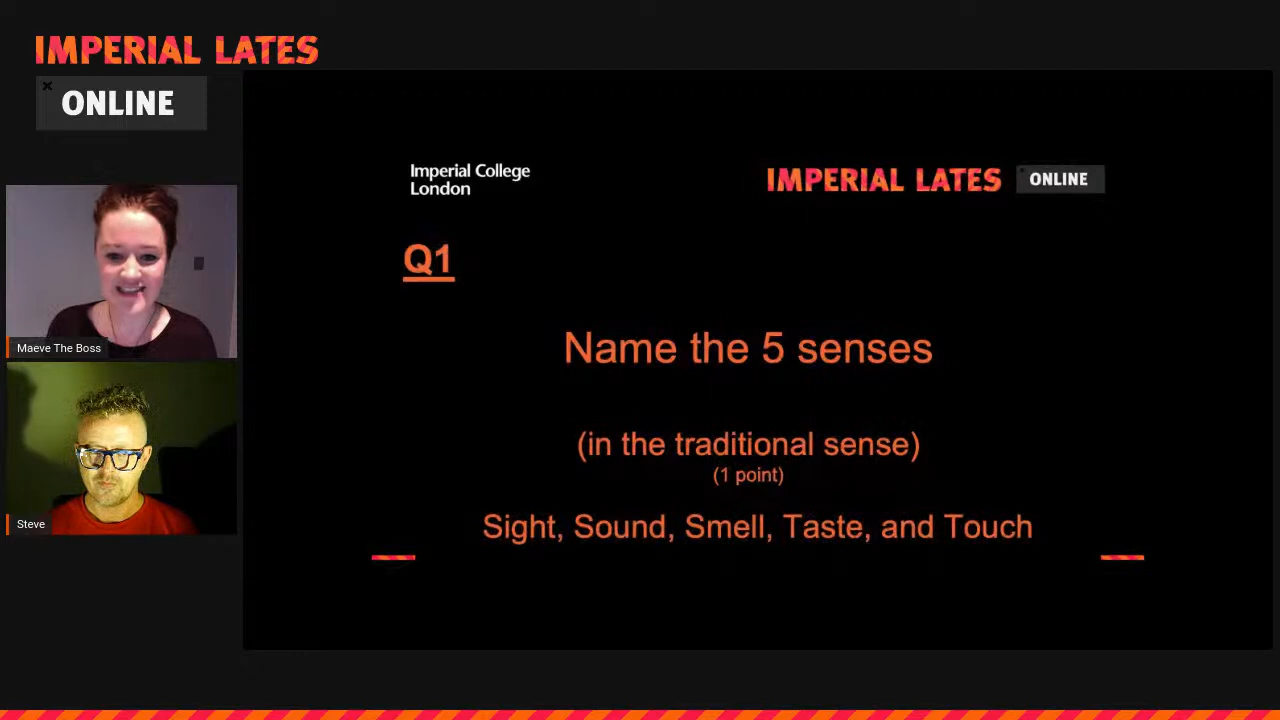 IMPERIAL LATES
ONLINE
Maeve The Boss
Steve
Imperial College
London
IMPERIAL LATES ONLINE
Q1
Name the 5 senses
(in the traditional sense)
(1 point)
Sight, Sound, Smell, Taste, and Touch